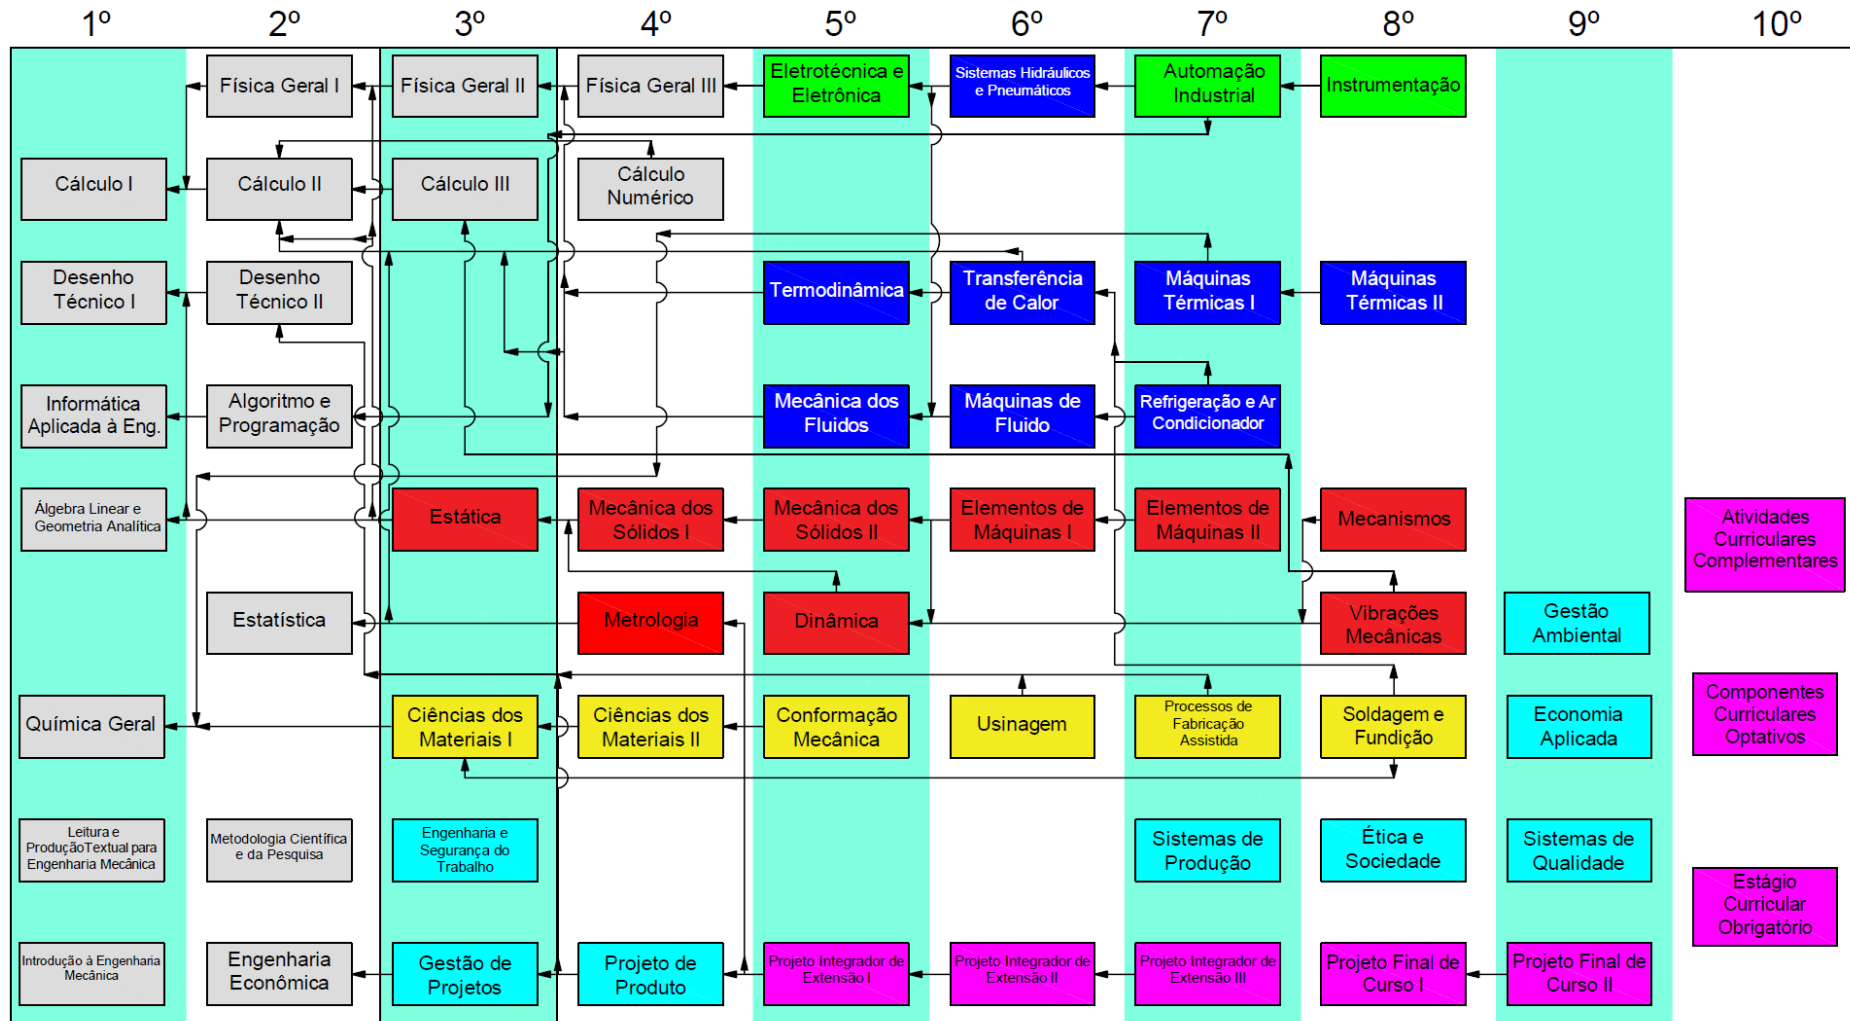 1º 2º 3º 4º 5º 6º 7º 8º 9º 10º
Física Geral I
Física Geral II
Física Geral III
Eletrotécnica e
Eletrônica
Sistemas Hidráulicos
e Pneumáticos
Automação
Industrial
Instrumentação
Cálculo I
Cálculo II
Cálculo III
Cálculo
Numérico
Desenho
Técnico I
Desenho
Técnico II
Termodinâmica
Transferência
de Calor
Máquinas
Térmicas I
Máquinas
Térmicas II
Informática
Aplicada à Eng.
Algoritmo e
Programação
Mecânica dos
Fluidos
Máquinas de
Fluido
Refrigeração e Ar
Condicionador
Álgebra Linear e
Geometria Analítica
Estática
Mecânica dos
Sólidos I
Mecânica dos
Sólidos II
Elementos de
Máquinas I
Elementos de
Máquinas II
Mecanismos
Atividades
Curriculares
Complementares
Estatística
Metrologia
Dinâmica
Vibrações
Mecânicas
Gestão
Ambiental
Química Geral
Ciências dos
Materiais I
Ciências dos
Materiais II
Conformação
Mecânica
Usinagem
Processos de
Fabricação
Assistida
Soldagem e
Fundição
Economia
Aplicada
Componentes
Curriculares
Optativos
Leitura e
ProduçãoTextual para
Engenharia Mecânica
Metodologia Científica
e da Pesquisa
Engenharia e
Segurança do
Trabalho
Sistemas de
Produção
Ética e
Sociedade
Sistemas de
Qualidade
Estágio
Curricular
Obrigatório
Introdução à Engenharia
Mecânica
Engenharia
Econômica
Gestão de
Projetos
Projeto de
Produto
Projeto Integrador de
Extensão I
Projeto Integrador de
Extensão II
Projeto Integrador de
Extensão III
Projeto Final de
Curso I
Projeto Final de
Curso II